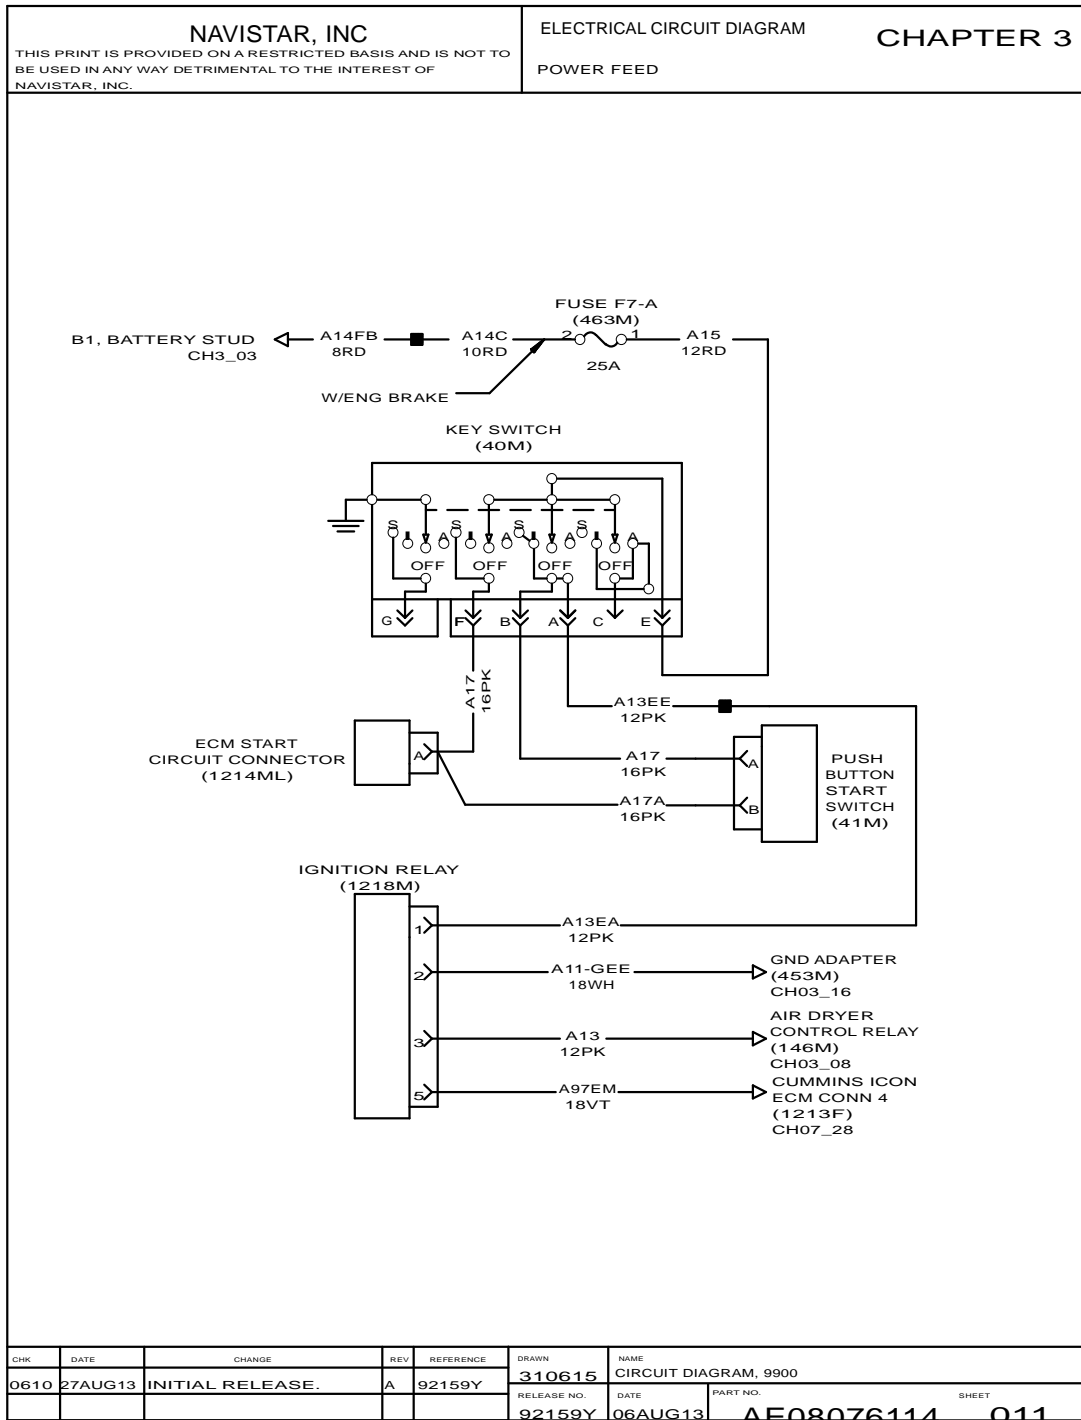 NAVISTAR, INC
THIS PRINT IS PROVIDED ON A RESTRICTED BASIS AND IS NOT TO
BE USED IN ANY WAY DETRIMENTAL TO THE INTEREST OF
NAVISTAR, INC.
ELECTRICAL CIRCUIT DIAGRAM
POWER FEED
CHAPTER 3
FUSE F7-A
(463M)
B1, BATTERY STUD
CH3_03
A14FB
8RD
A14C
10RD
2
1
25A
A15
12RD
W/ENG BRAKE
KEY SWITCH
(40M)
S I A S I A S I A S I A
OFF OFF OFF OFF
G F B A C E
A17
16PK
A13EE
12PK
ECM START
CIRCUIT CONNECTOR
(1214ML)
A
A17
16PK
A17A
16PK
A
B
PUSH
BUTTON
START
SWITCH
(41M)
IGNITION RELAY
(1218M)
1
A13EA
12PK
2
A11-GEE
18WH
GND ADAPTER
(453M)
CH03_16
3
A13
12PK
AIR DRYER
CONTROL RELAY
(146M)
CH03_08
5
A97EM
18VT
CUMMINS ICON
ECM CONN 4
(1213F)
CH07_28
CHK DATE CHANGE REV REFERENCE
0610 27AUG13 INITIAL RELEASE. A 92159Y
DRAWN
310615
NAME
CIRCUIT DIAGRAM, 9900
RELEASE NO.
92159Y
DATE
06AUG13
PART NO.
AE08076114
SHEET
011